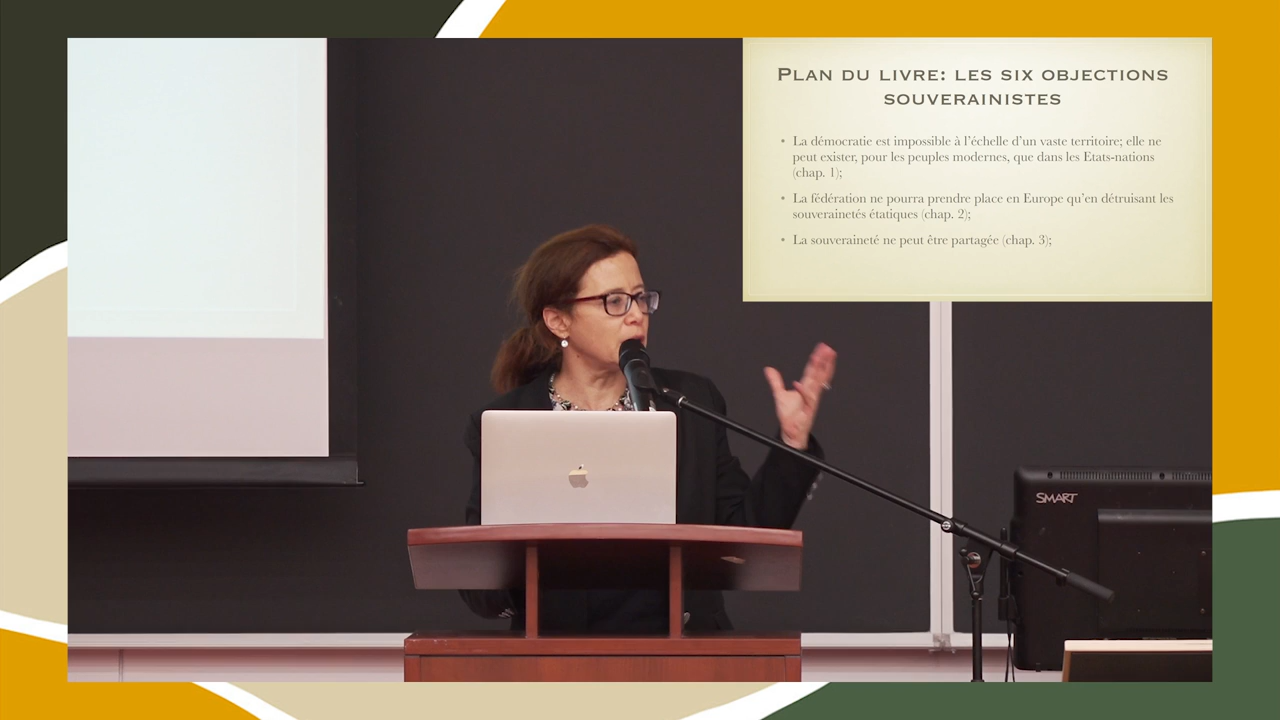 PLAN DU LIVRE: LES SIX OBJECTIONS
SOUVERAINISTES
• La démocratie est impossible à l'échelle d'un vaste territoire; elle ne
peut exister, pour les peuples modernes, que dans les Etats-nations
(chap. 1);
• La fédération ne pourra prendre place en Europe qu'en détruisant les
souverainetés étatiques (chap. 2);
• La souveraineté ne peut être partagée (chap. 3);
SMART